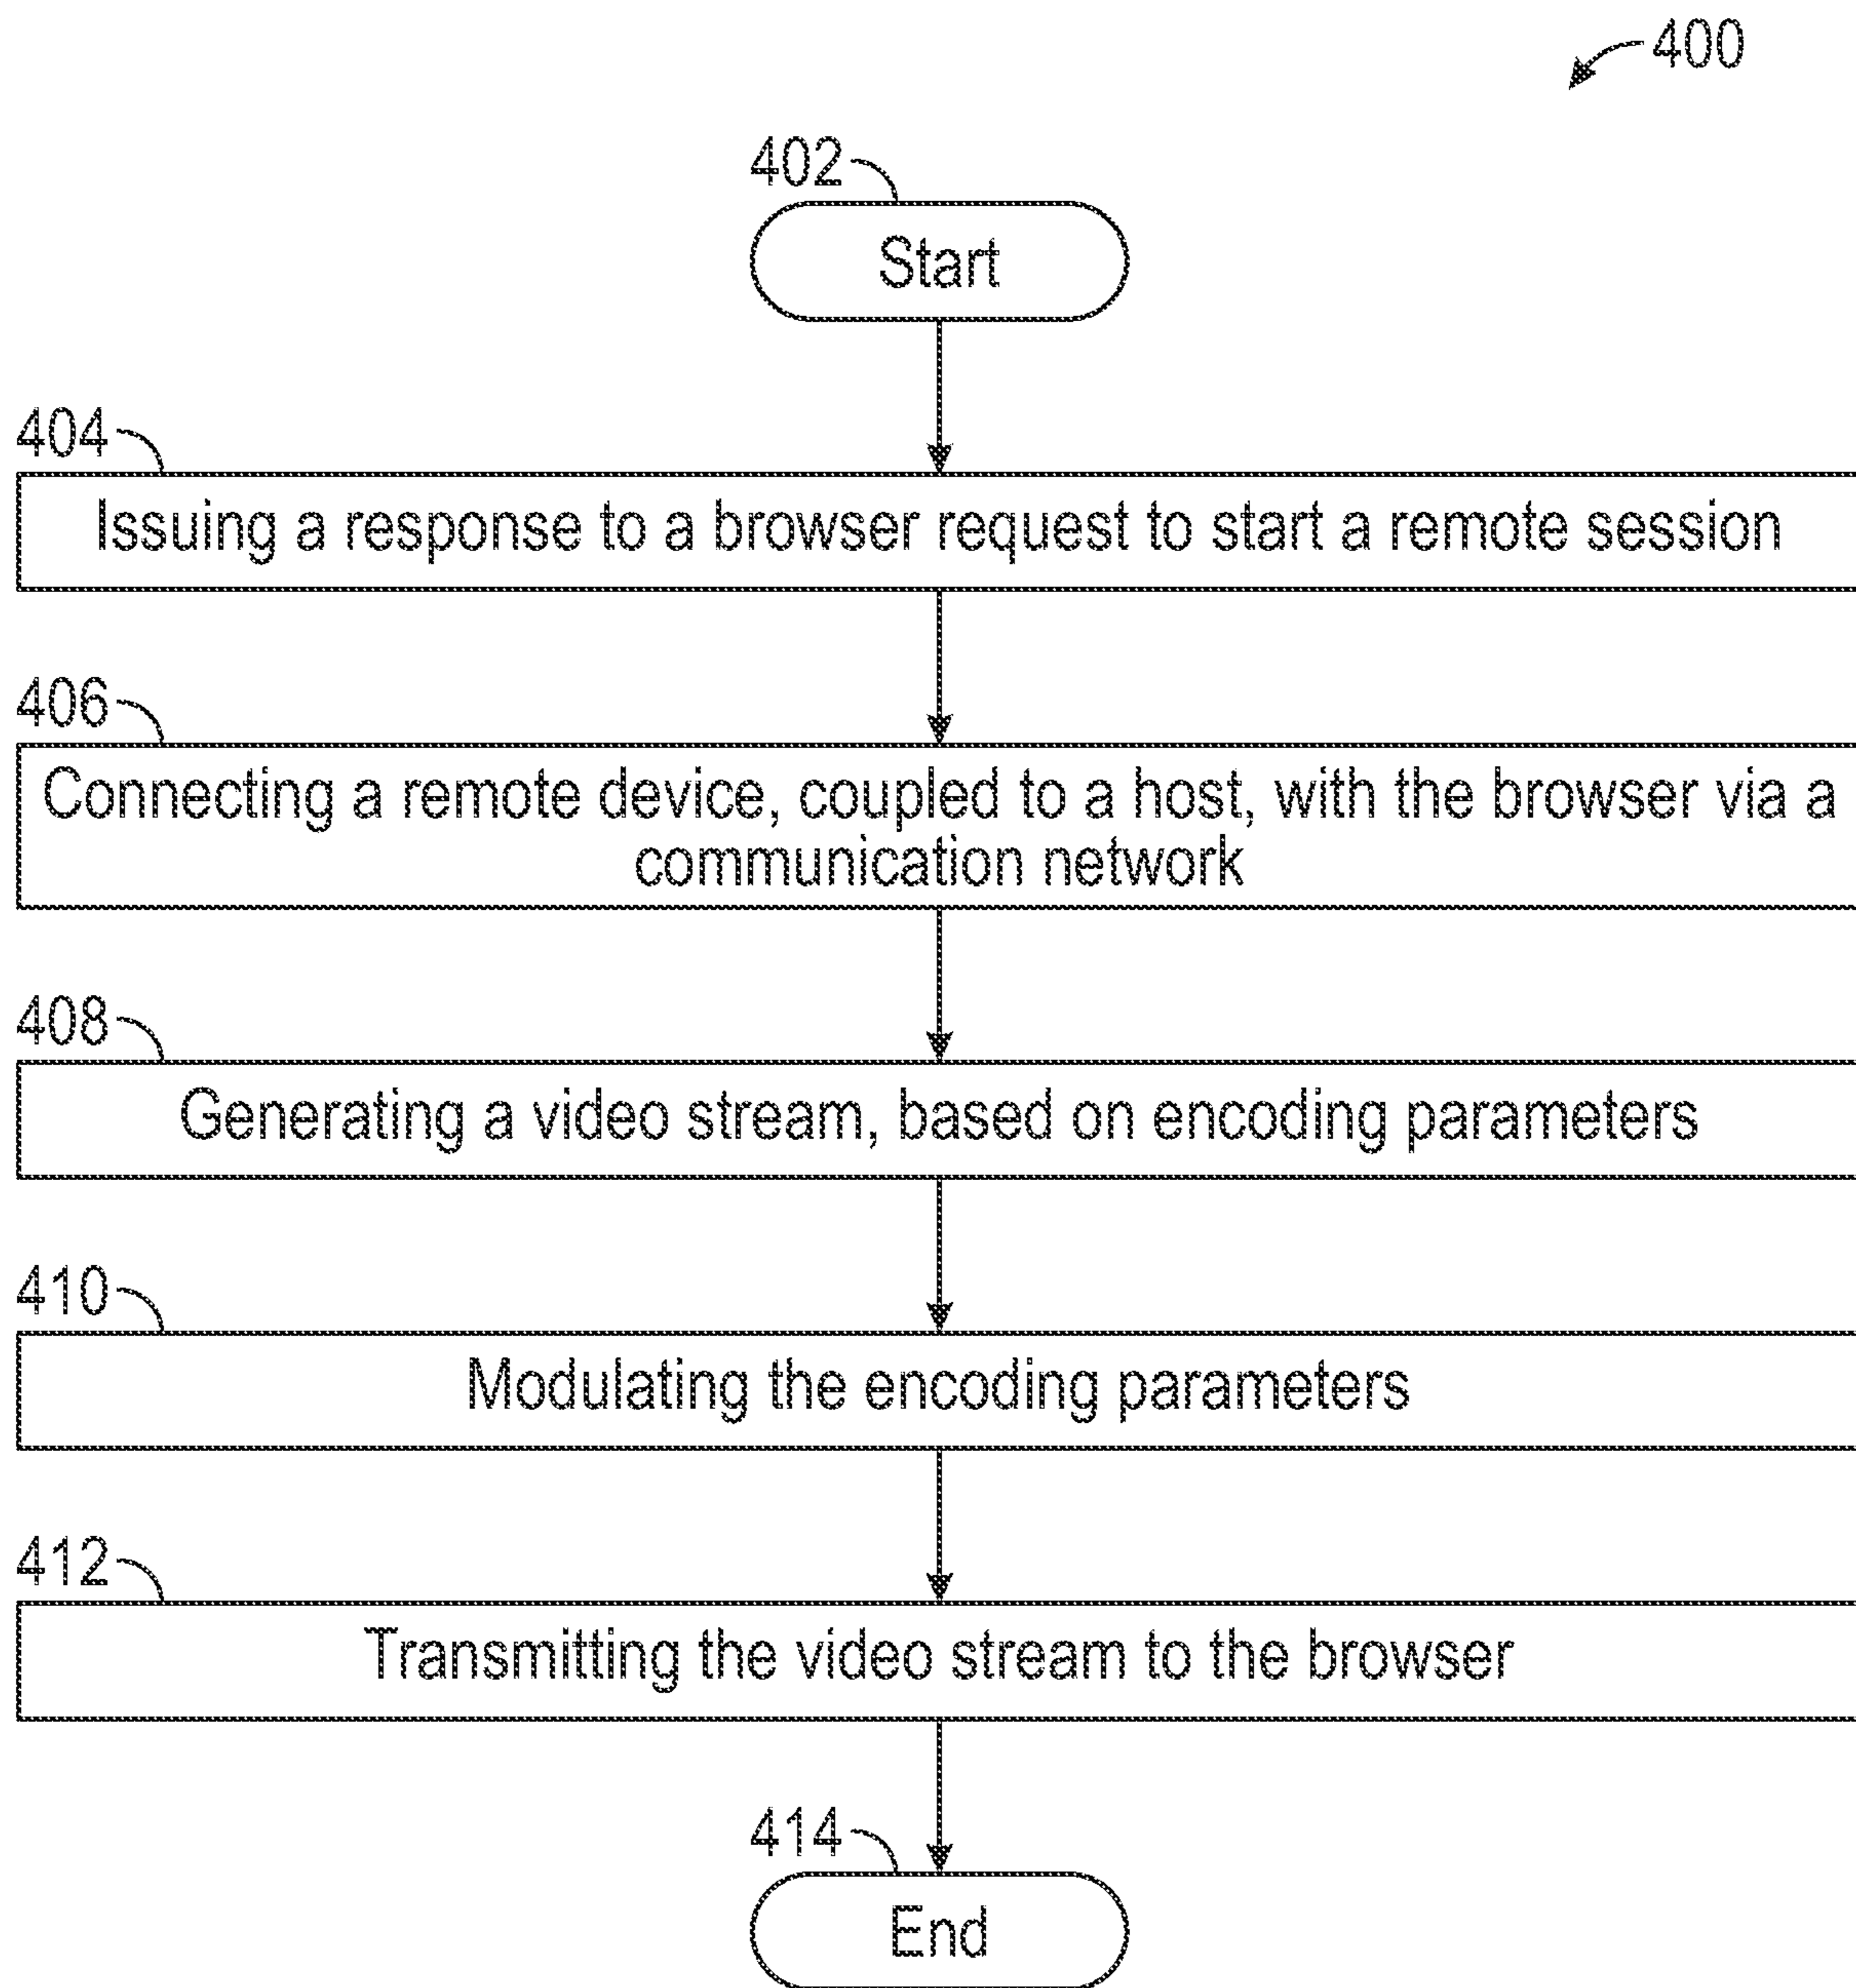 400
402
Start
404
Issuing a response to a browser request to start a remote session
406
Connecting a remote device, coupled to a host, with the browser via a
communication network
408
Generating a video stream, based on encoding parameters
410
Modulating the encoding parameters
412
Transmitting the video stream to the browser
414
End